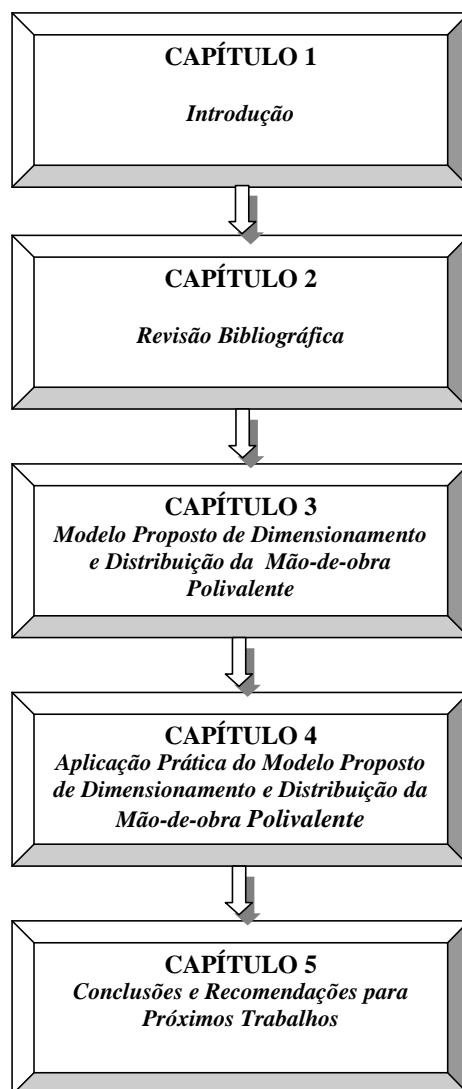 CAPÍTULO 1
Introdução
CAPÍTULO 2
Revisão Bibliográfica
CAPÍTULO 3
Modelo Proposto de Dimensionamento
e Distribuição da Mão-de-obra
Polivalente
CAPÍTULO 4
Aplicação Prática do Modelo Proposto
de Dimensionamento e Distribuição da
Mão-de-obra Polivalente
CAPÍTULO 5
Conclusões e Recomendações para
Próximos Trabalhos